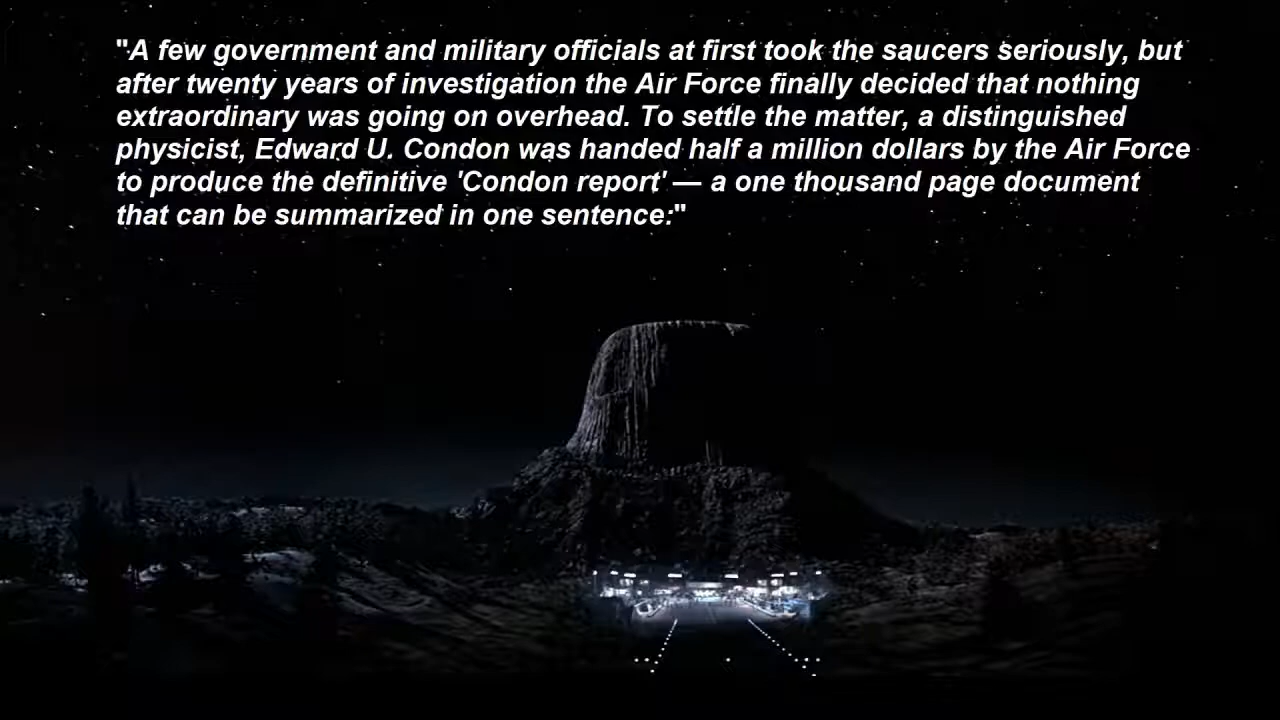 "A few government and military officials at first took the saucers seriously, but
after twenty years of investigation the Air Force finally decided that nothing
extraordinary was going on overhead. To settle the matter, a distinguished
physicist, Edward U. Condon was handed half a million dollars by the Air Force
to produce the definitive 'Condon report' — a one thousand page document
that can be summarized in one sentence:"